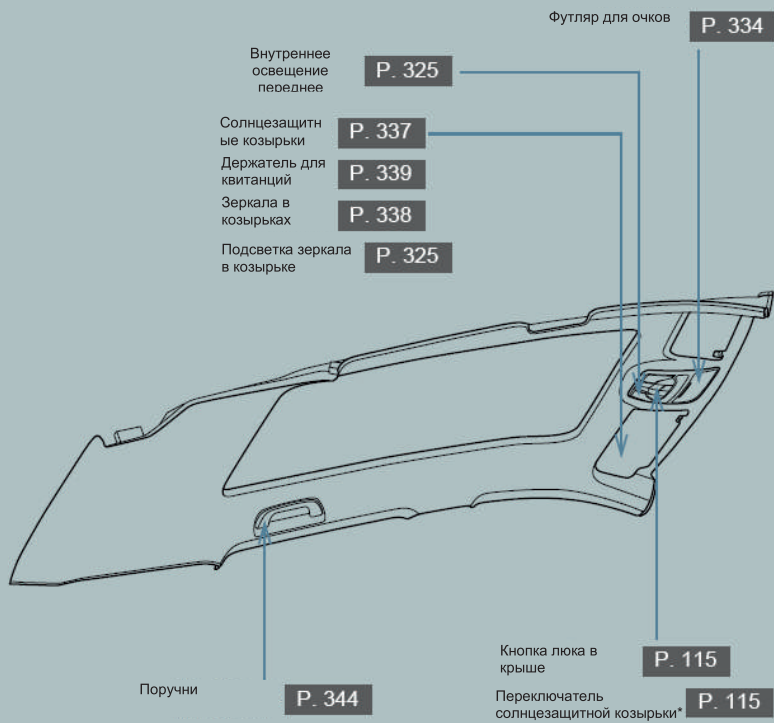 Футляр для очков P. 334
Внутреннее
освещение
переднее
P. 325
Солнцезащитн
ые козырьки
P. 337
Держатель для
квитанций
P. 339
Зеркала в
козырьках
P. 338
Подсветка зеркала
в козырьке
P. 325
Кнопка люка в
крыше
P. 115
Поручни P. 344
Переключатель
солнцезащитной козырьки*
P. 115